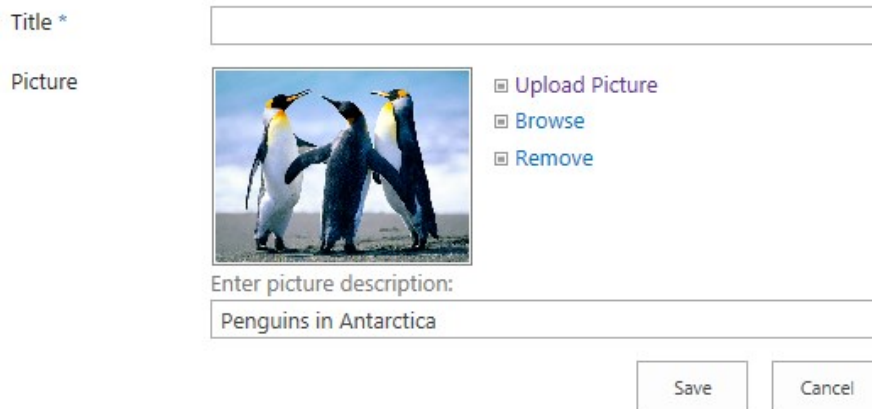 Title *
Picture
Upload Picture
Browse
Remove
Enter picture description:
Penguins in Antarctica
Save Cancel